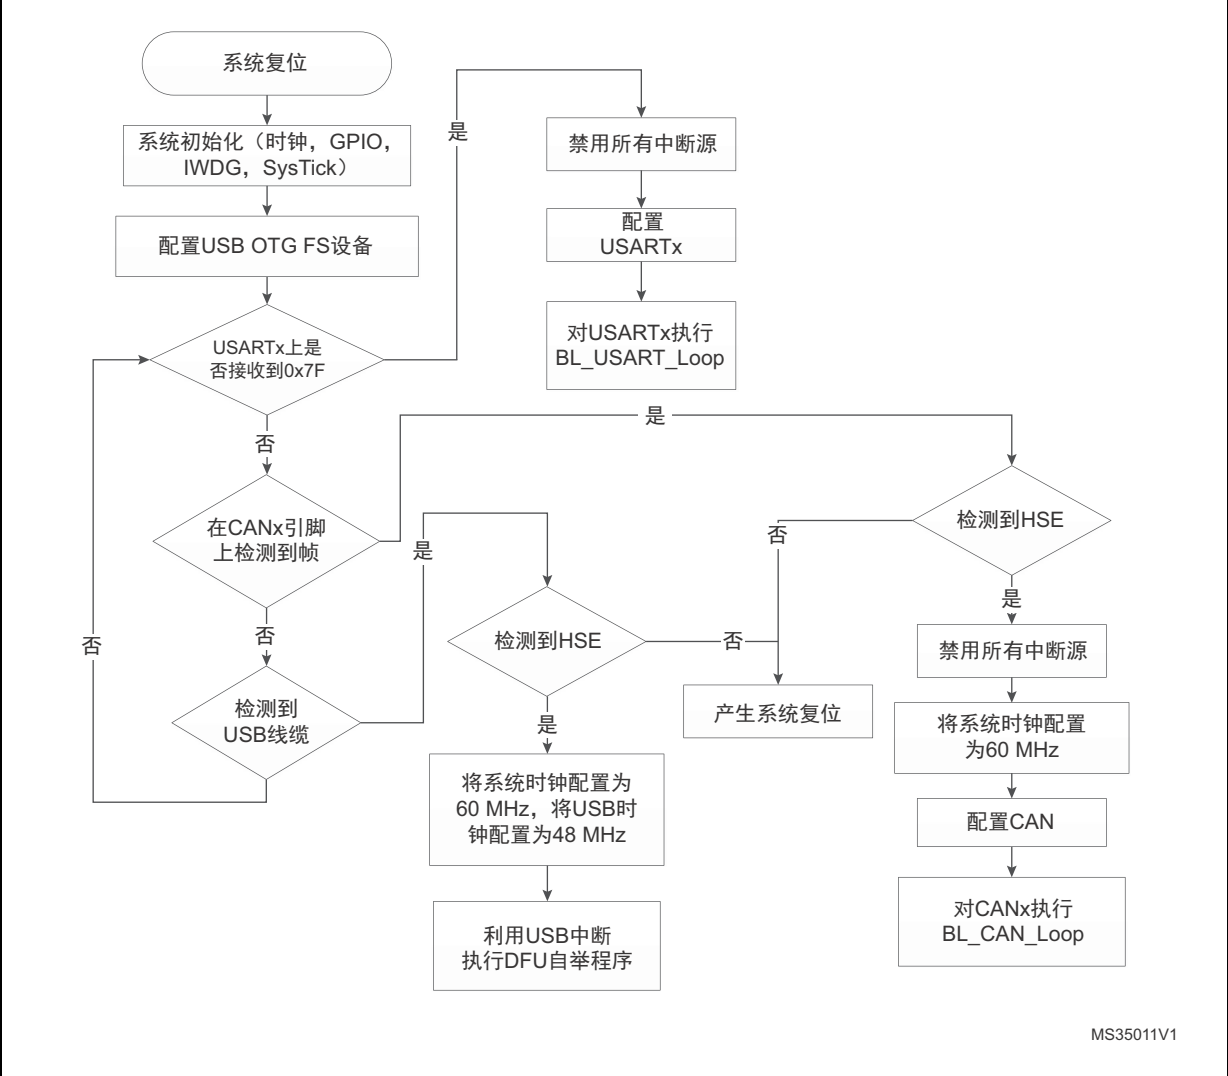 系统复位
系统初始化（时钟，GPIO，
IWDG，SysTick）
配置USB OTG FS设备
USARTx上是
否接收到0x7F
是
禁用所有中断源
配置
USARTx
对USARTx执行
BL_USART_Loop
否
在CANx引脚
上检测到帧
是
检测到HSE
否
是
禁用所有中断源
将系统时钟配置
为60 MHz
配置CAN
对CANx执行
BL_CAN_Loop
否
检测到
USB线缆
否
是
检测到HSE
否
产生系统复位
是
将系统时钟配置为
60 MHz，将USB时
钟配置为48 MHz
利用USB中断
执行DFU自举程序
MS35011V1